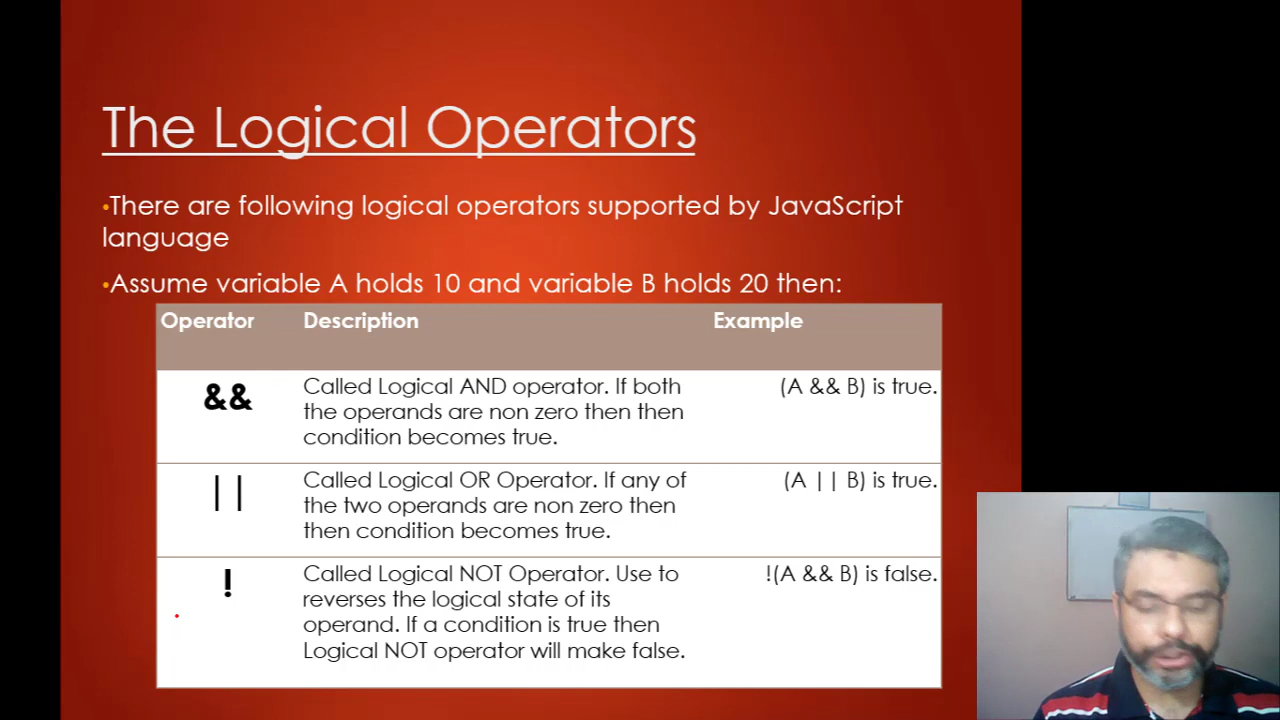 The Logical Operators
•There are following logical operators supported by JavaScript
language
•Assume variable A holds 10 and variable B holds 20 then:
Operator Description Example
&& Called Logical AND operator. If both (A && B) is true.
the operands are non zero then then
condition becomes true.
|| Called Logical OR Operator. If any of (A || B) is true.
the two operands are non zero then
then condition becomes true.
! Called Logical NOT Operator. Use to !(A && B) is false.
reverses the logical state of its
operand. If a condition is true then
Logical NOT operator will make false.